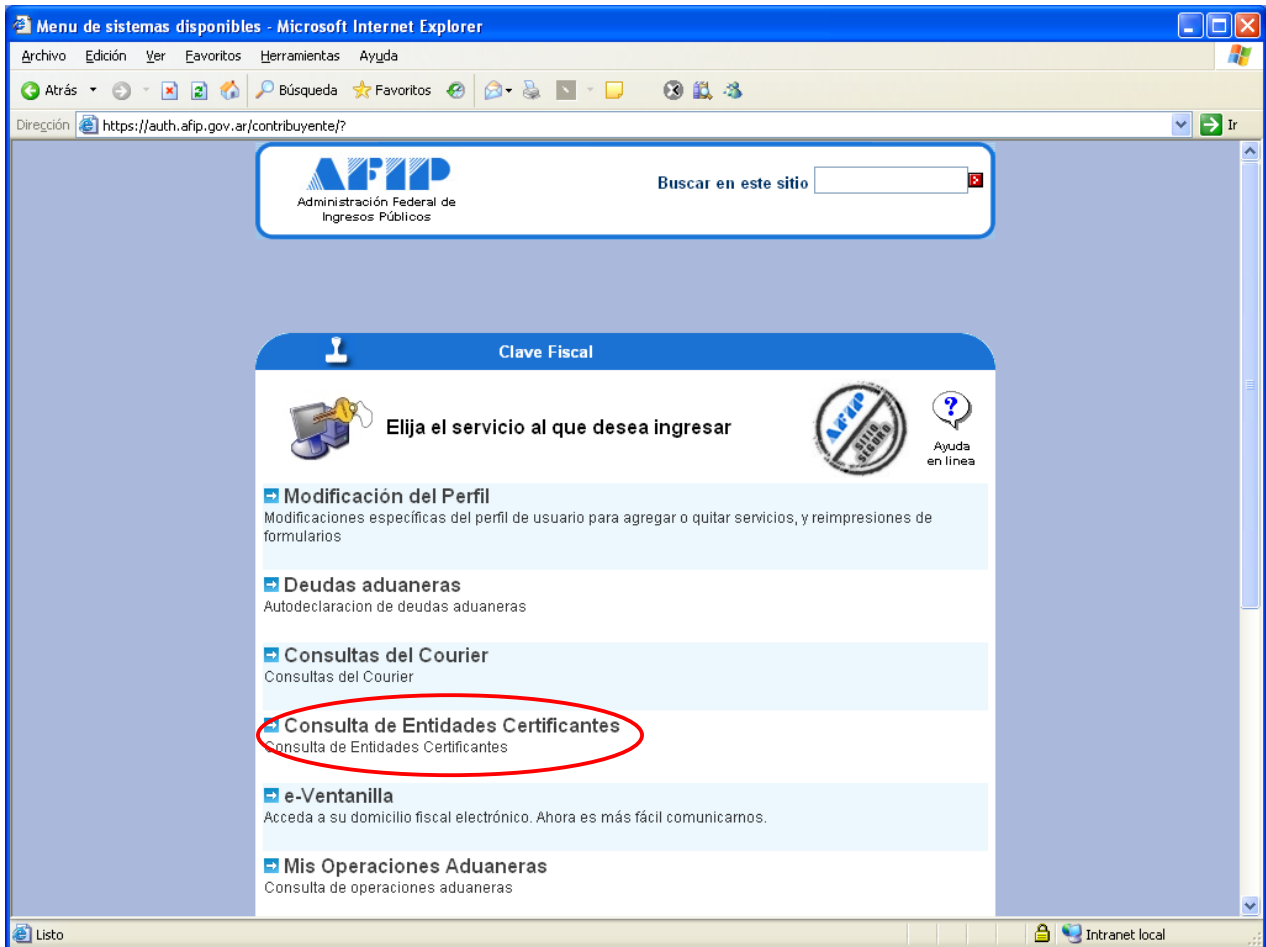 Menu de sistemas disponibles - Microsoft Internet Explorer
Archivo Edición Ver Favoritos Herramientas Ayuda
Atrás Búsqueda Favoritos
Dirección https://auth.afip.gov.ar/contribuyente/? Ir
AFIP
Administración Federal de
Ingresos Públicos
Buscar en este sitio
Clave Fiscal
Elija el servicio al que desea ingresar
AFIP
SITIO
SEGURO
?
Ayuda
en linea
Modificación del Perfil
Modificaciones específicas del perfil de usuario para agregar o quitar servicios, y reimpresiones de
formularios
Deudas aduaneras
Autodeclaracion de deudas aduaneras
Consultas del Courier
Consultas del Courier
Consulta de Entidades Certificantes
Consulta de Entidades Certificantes
e-Ventanilla
Acceda a su domicilio fiscal electrónico. Ahora es más fácil comunicarnos.
Mis Operaciones Aduaneras
Consulta de operaciones aduaneras
Listo Intranet local